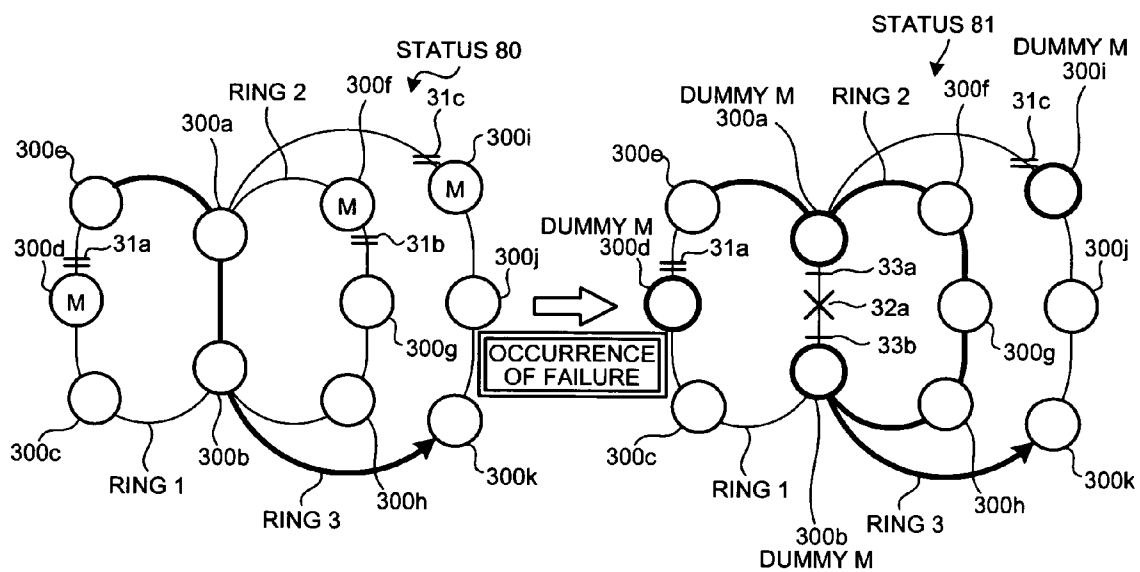 STATUS 80
300f
RING 2
31c
300a
300i
300e
M
M
300d
31a
31b
300j
M
300g
300c
300b
300h
300k
RING 1
RING 3
OCCURRENCE
OF FAILURE
STATUS 81
DUMMY M
300i
300f
DUMMY M
RING 2
31c
300a
300e
DUMMY M
300d
31a
33a
300j
32a
33b
300g
300c
300k
RING 1
300h
300b
RING 3
DUMMY M